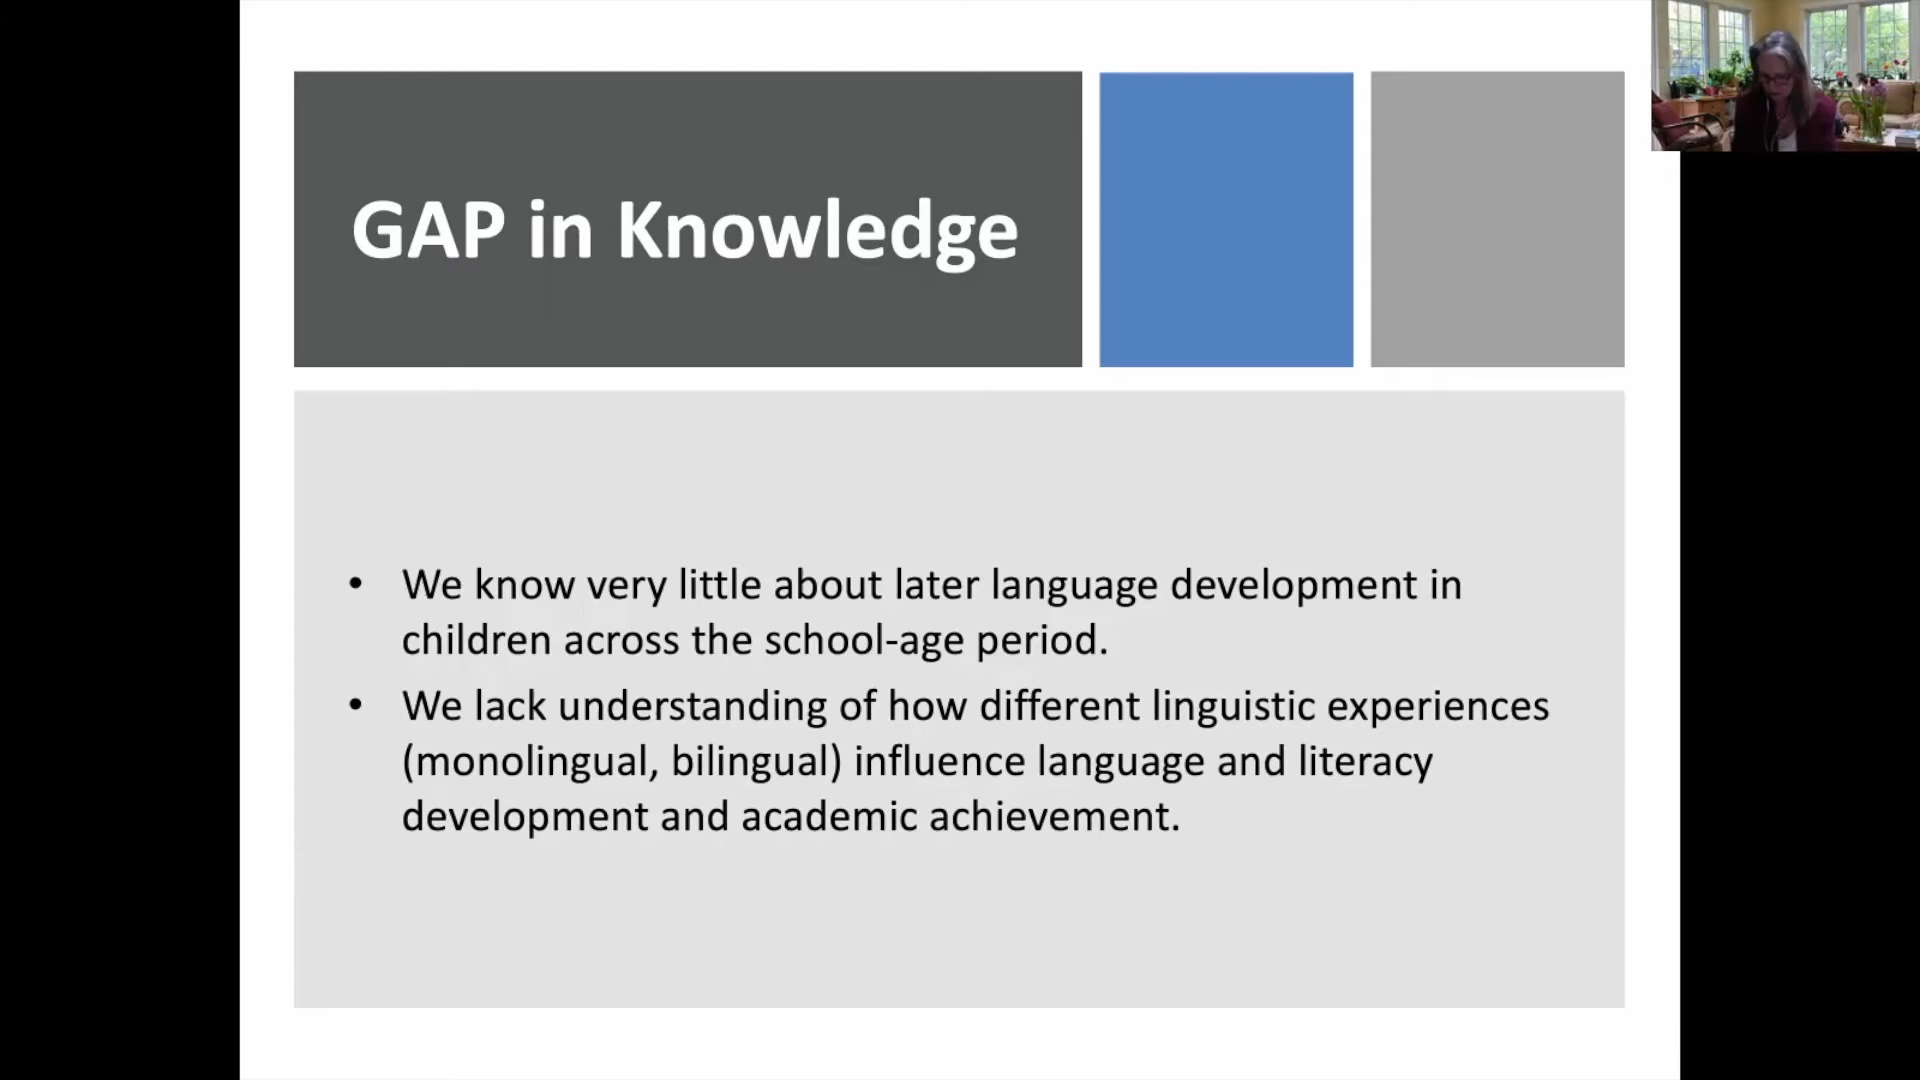 GAP in Knowledge
• We know very little about later language development in
children across the school-age period.
• We lack understanding of how different linguistic experiences
(monolingual, bilingual) influence language and literacy
development and academic achievement.